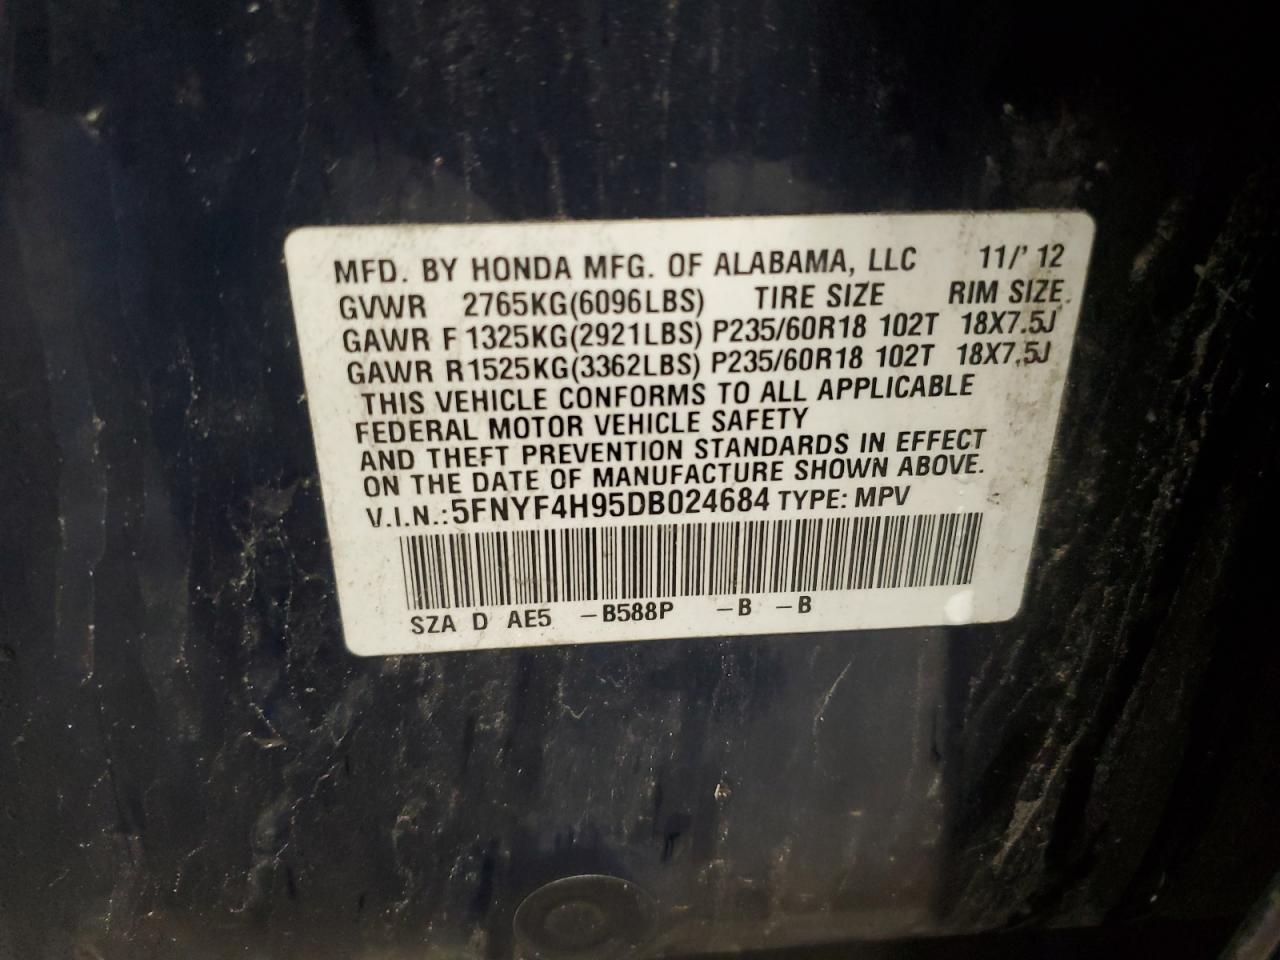 MFD. BY HONDA MFG. OF ALABAMA, LLC 11/' 12
GVWR 2765KG(6096LBS) TIRE SIZE RIM SIZE
GAWR F 1325KG(2921LBS) P235/60R18 102T 18X7.5J
GAWR R1525KG(3362LBS) P235/60R18 102T 18X7.5J
THIS VEHICLE CONFORMS TO ALL APPLICABLE
FEDERAL MOTOR VEHICLE SAFETY
AND THEFT PREVENTION STANDARDS IN EFFECT
ON THE DATE OF MANUFACTURE SHOWN ABOVE.
V.I.N.: 5FNYF4H95DB024684 TYPE: MPV
SZA D AE5 -B588P -B -B